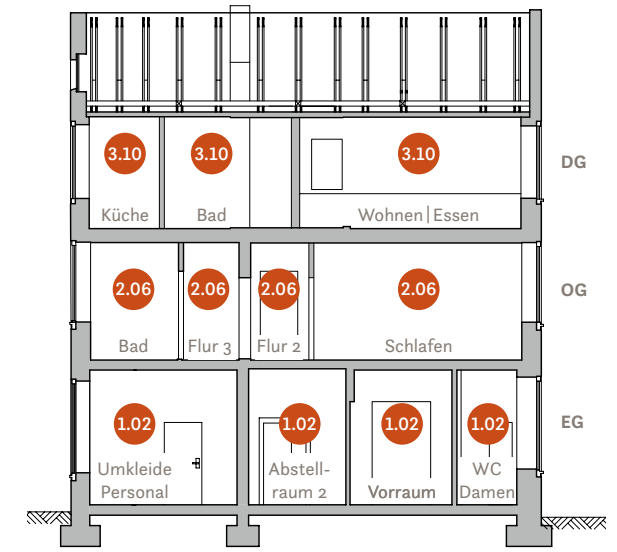 3.10 3.10 3.10
DG
Küche Bad Wohnen|Essen
2.06 2.06 2.06 2.06
OG
Bad Flur 3 Flur 2 Schlafen
1.02 1.02 1.02 1.02
EG
Umkleide Abstell- WC
Personal raum 2 Vorraum Damen